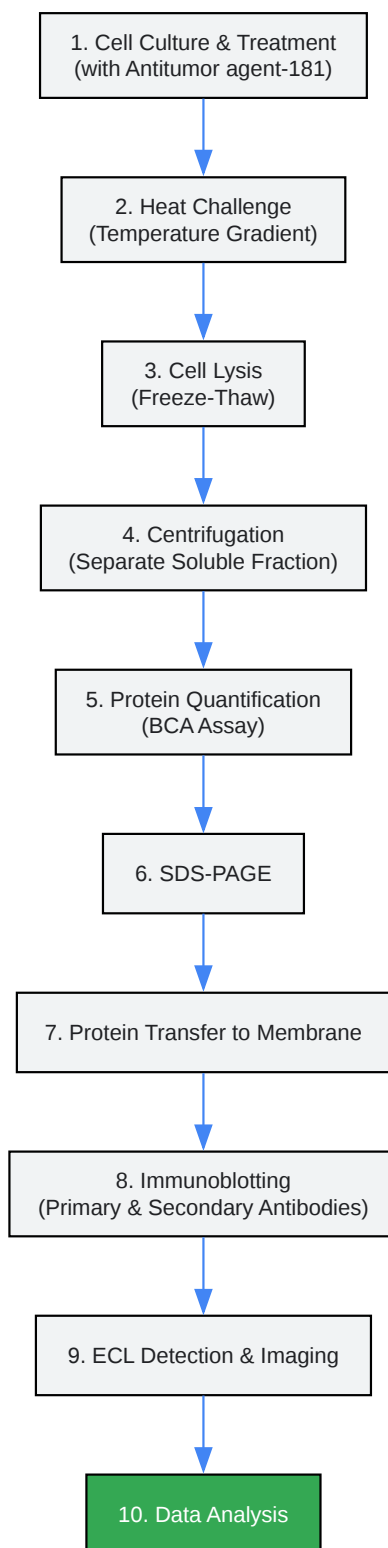 1. Cell Culture & Treatment
(with Antitumor agent-181)
2. Heat Challenge
(Temperature Gradient)
3. Cell Lysis
(Freeze-Thaw)
4. Centrifugation
(Separate Soluble Fraction)
5. Protein Quantification
(BCA Assay)
6. SDS-PAGE
7. Protein Transfer to Membrane
8. Immunoblotting
(Primary & Secondary Antibodies)
9. ECL Detection & Imaging
10. Data Analysis